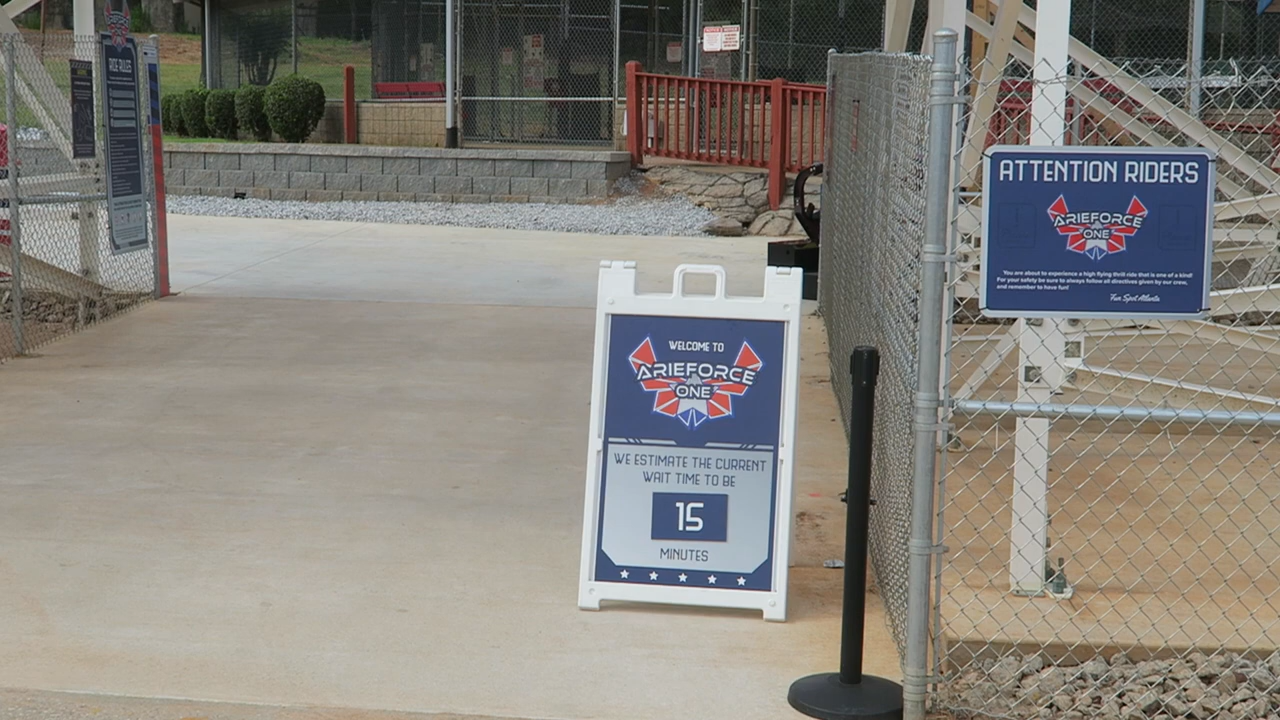 RIDE RULES
WELCOME TO
ARIEFORCE
ONE
WE ESTIMATE THE CURRENT
WAIT TIME TO BE
15
MINUTES
ATTENTION RIDERS
ARIEFORCE
ONE
You are about to experience a high flying thrill ride that is one of a kind!
For your safety be sure to always follow all directives given by our crew,
and remember to have fun!
Fun Spot Atlanta